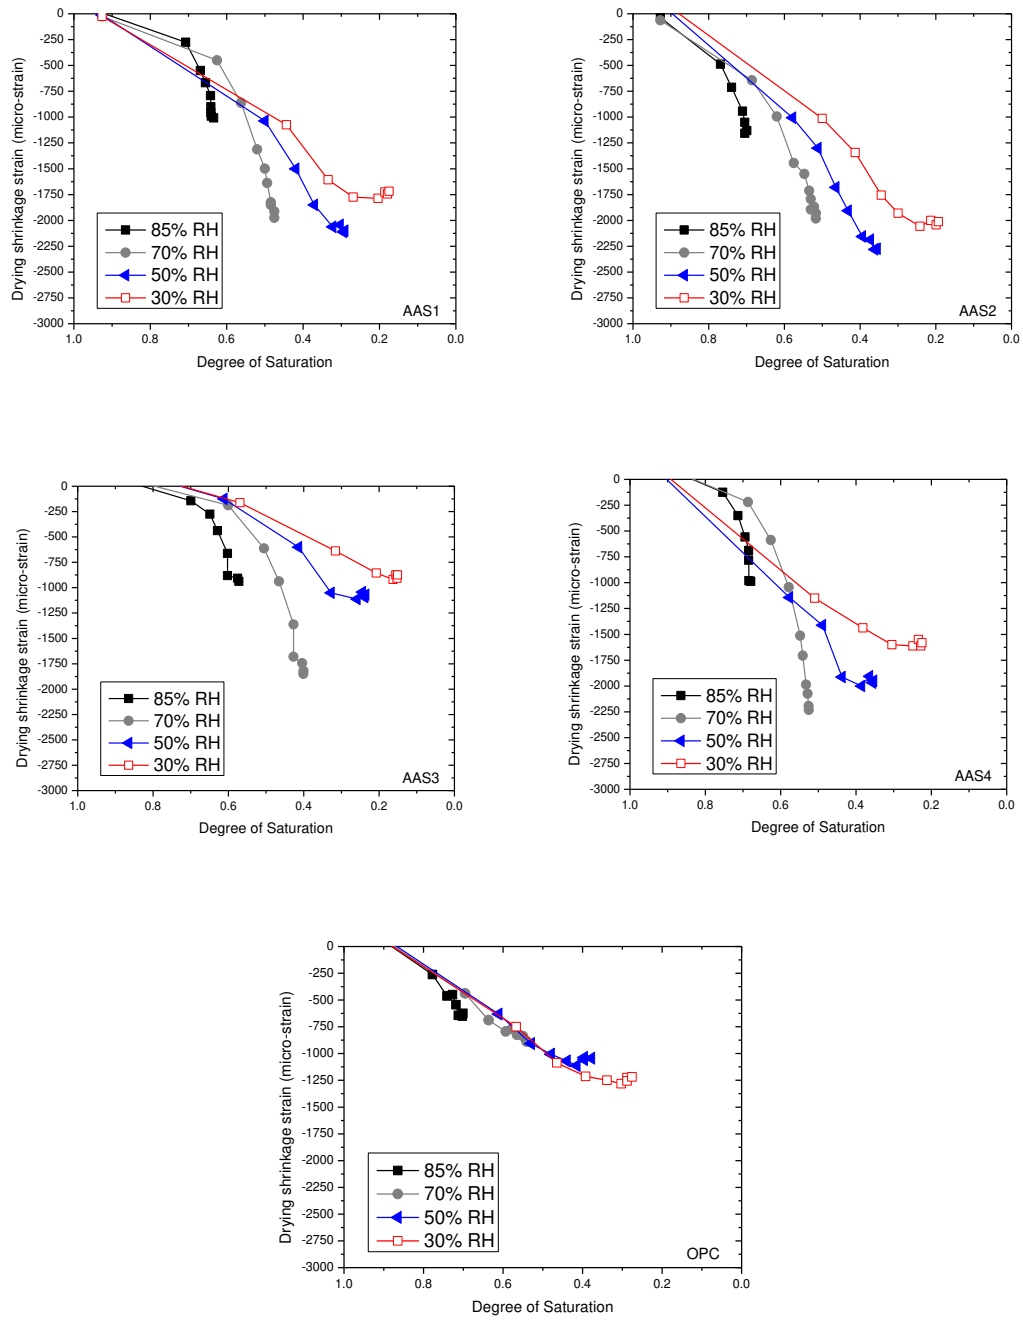 0
-250
-500
-750
-1000
-1250
-1500
-1750
-2000
-2250
-2500
-2750
-3000
Drying shrinkage strain (micro-strain)
85% RH
70% RH
50% RH
30% RH
AAS1
1.0 0.8 0.6 0.4 0.2 0.0
Degree of Saturation
0
-250
-500
-750
-1000
-1250
-1500
-1750
-2000
-2250
-2500
-2750
-3000
Drying shrinkage strain (micro-strain)
85% RH
70% RH
50% RH
30% RH
AAS2
1.0 0.8 0.6 0.4 0.2 0.0
Degree of Saturation
0
-250
-500
-750
-1000
-1250
-1500
-1750
-2000
-2250
-2500
-2750
-3000
Drying shrinkage strain (micro-strain)
85% RH
70% RH
50% RH
30% RH
AAS3
1.0 0.8 0.6 0.4 0.2 0.0
Degree of Saturation
0
-250
-500
-750
-1000
-1250
-1500
-1750
-2000
-2250
-2500
-2750
-3000
Drying shrinkage strain (micro-strain)
85% RH
70% RH
50% RH
30% RH
AAS4
1.0 0.8 0.6 0.4 0.2 0.0
Degree of Saturation
0
-250
-500
-750
-1000
-1250
-1500
-1750
-2000
-2250
-2500
-2750
-3000
Drying shrinkage strain (micro-strain)
85% RH
70% RH
50% RH
30% RH
OPC
1.0 0.8 0.6 0.4 0.2 0.0
Degree of Saturation